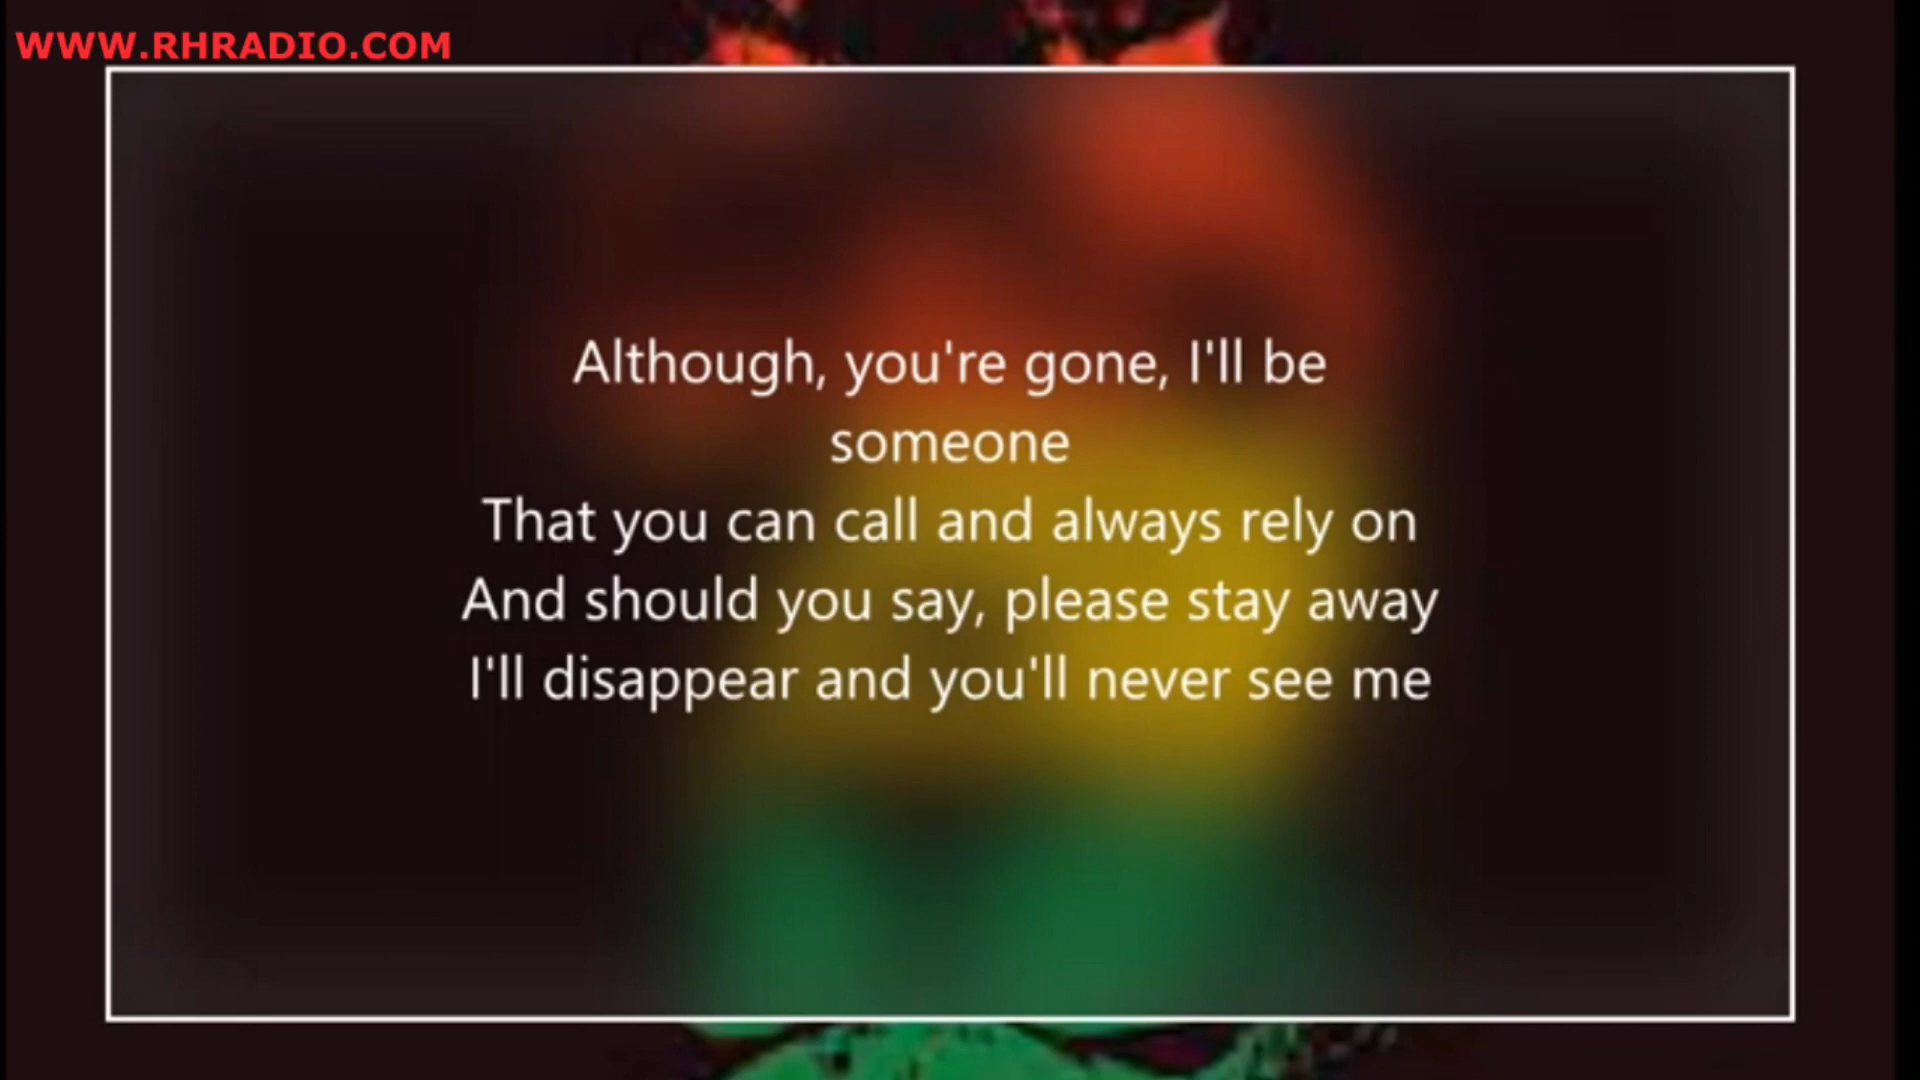 WWW.RHRADIO.COM
Although, you're gone, I'll be
someone
That you can call and always rely on
And should you say, please stay away
I'll disappear and you'll never see me